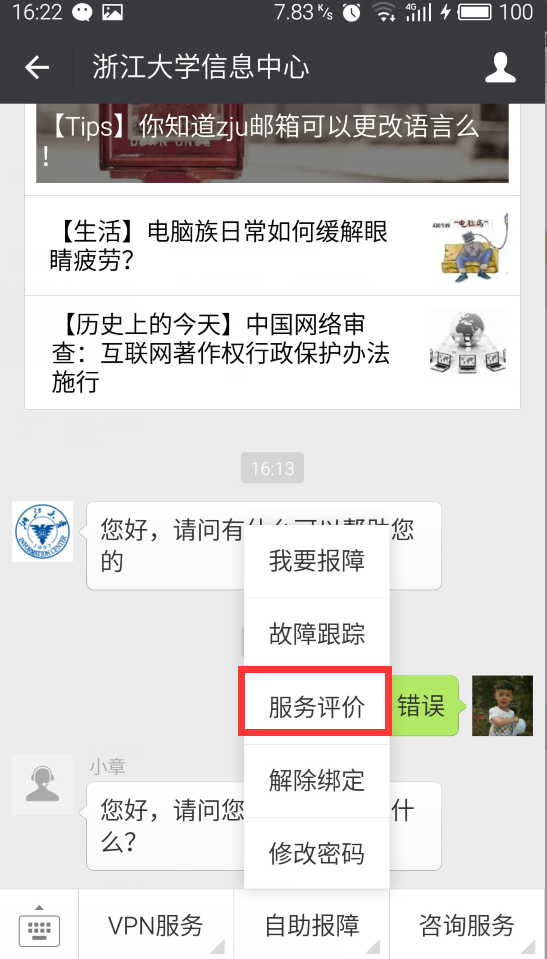 16:22
7.83 K/s
4G
100
浙江大学信息中心
【Tips】你知道zju邮箱可以更改语言么
！
【生活】电脑族日常如何缓解眼
睛疲劳？
"电脑病"
【历史上的今天】中国网络审
查：互联网著作权行政保护办法
施行
16:13
您好，请问有什么可以帮助您
的
我要报障
故障跟踪
服务评价
错误
小章
您好，请问您
什
么？
解除绑定
修改密码
VPN服务
自助报障
咨询服务